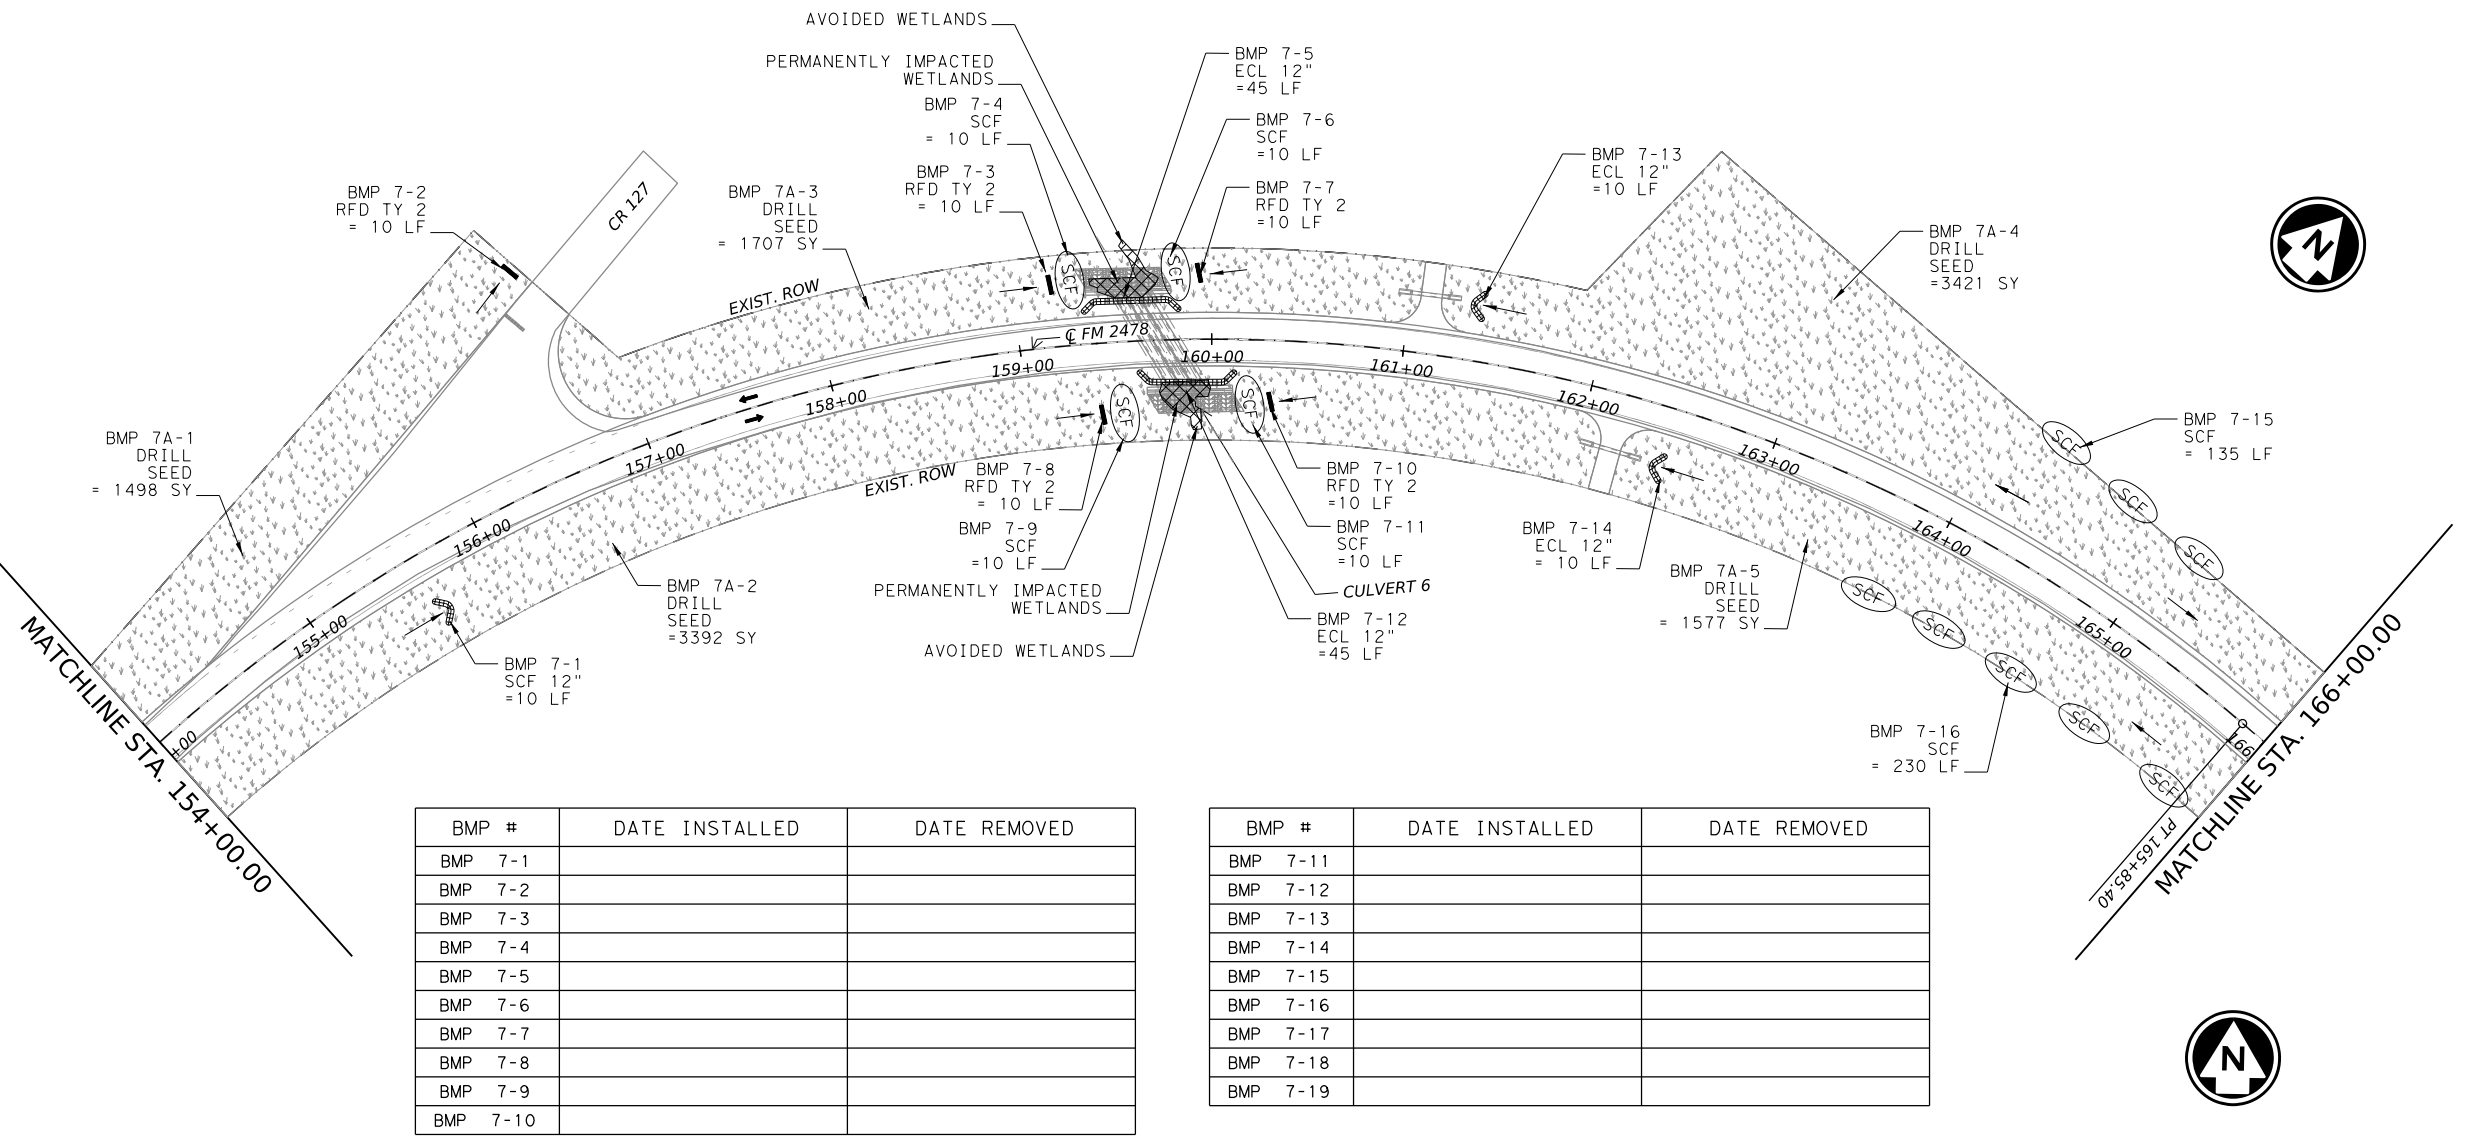 AVOIDED WETLANDS
PERMANENTLY IMPACTED
WETLANDS
BMP 7-4
SCF
= 10 LF
BMP 7-3
RFD TY 2
= 10 LF
BMP 7-5
ECL 12"
=45 LF
BMP 7-6
SCF
=10 LF
BMP 7-7
RFD TY 2
=10 LF
BMP 7-13
ECL 12"
=10 LF
BMP 7-2
RFD TY 2
= 10 LF
CR 127
BMP 7A-3
DRILL
SEED
= 1707 SY
BMP 7A-4
DRILL
SEED
=3421 SY
N
EXIST. ROW
SCF
SCF
℄ FM 2478
+00
155+00
156+00
157+00
158+00
159+00
160+00
161+00
162+00
163+00
164+00
165+00
166
SCF
SCF
BMP 7A-1
DRILL
SEED
= 1498 SY
EXIST. ROW
BMP 7-8
RFD TY 2
= 10 LF
BMP 7-9
SCF
=10 LF
PERMANENTLY IMPACTED
WETLANDS
AVOIDED WETLANDS
BMP 7-10
RFD TY 2
=10 LF
BMP 7-11
SCF
=10 LF
CULVERT 6
BMP 7-12
ECL 12"
=45 LF
BMP 7-14
ECL 12"
= 10 LF
BMP 7A-5
DRILL
SEED
= 1577 SY
BMP 7-15
SCF
= 135 LF
SCF
SCF
SCF
SCF
SCF
SCF
SCF
SCF
BMP 7A-2
DRILL
SEED
=3392 SY
BMP 7-1
SCF 12"
=10 LF
BMP 7-16
SCF
= 230 LF
MATCHLINE STA. 154+00.00
MATCHLINE STA. 166+00.00
PT 165+85.40
BMP # DATE INSTALLED DATE REMOVED
BMP 7-1
BMP 7-2
BMP 7-3
BMP 7-4
BMP 7-5
BMP 7-6
BMP 7-7
BMP 7-8
BMP 7-9
BMP 7-10
BMP # DATE INSTALLED DATE REMOVED
BMP 7-11
BMP 7-12
BMP 7-13
BMP 7-14
BMP 7-15
BMP 7-16
BMP 7-17
BMP 7-18
BMP 7-19
N